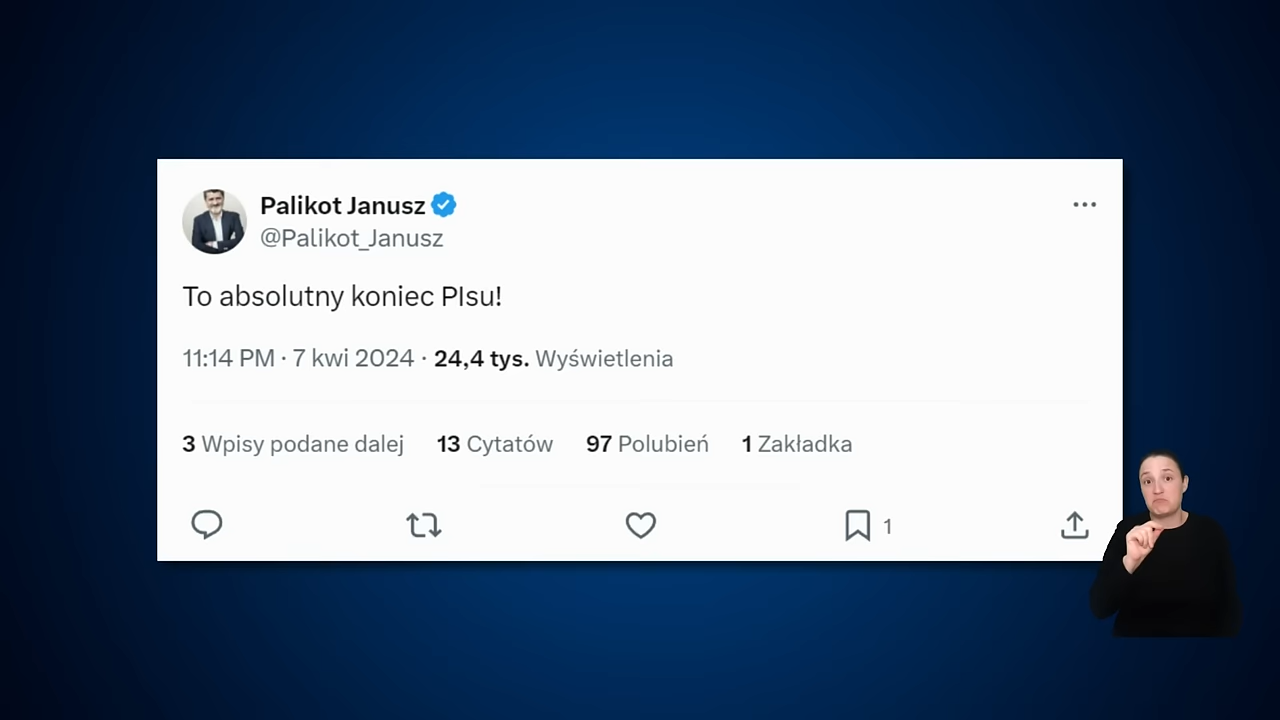 Palikot Janusz
@Palikot_Janusz
To absolutny koniec PIsu!
11:14 PM · 7 kwi 2024 · 24,4 tys. Wyświetlenia
3 Wpisy podane dalej 13 Cytatów 97 Polubień 1 Zakładka
1